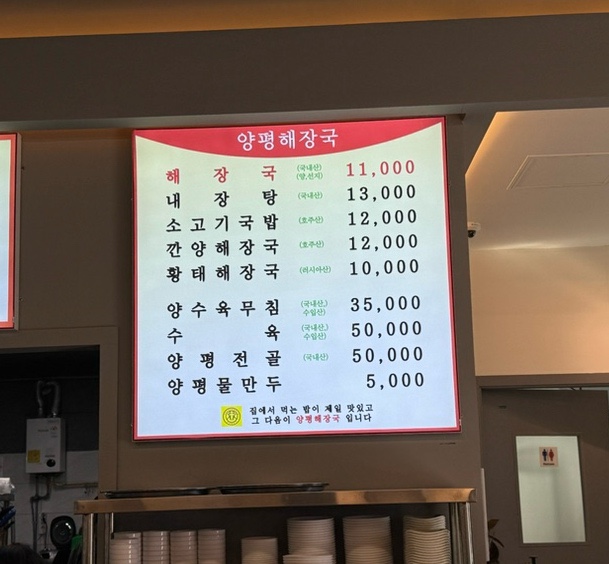 양평해장국
해장국 (국내산) (양,선지) 11,000
내장탕 (국내산) 13,000
소고기국밥 (호주산) 12,000
깐양해장국 (호주산) 12,000
황태해장국 (러시아산) 10,000
양수육무침 (국내산,) 수입산) 35,000
수육 (국내산,) 수입산) 50,000
양평전골 (국내산) 50,000
양평물만두 5,000
집에서 먹는 밥이 제일 맛있고
그 다음이 양평해장국 입니다